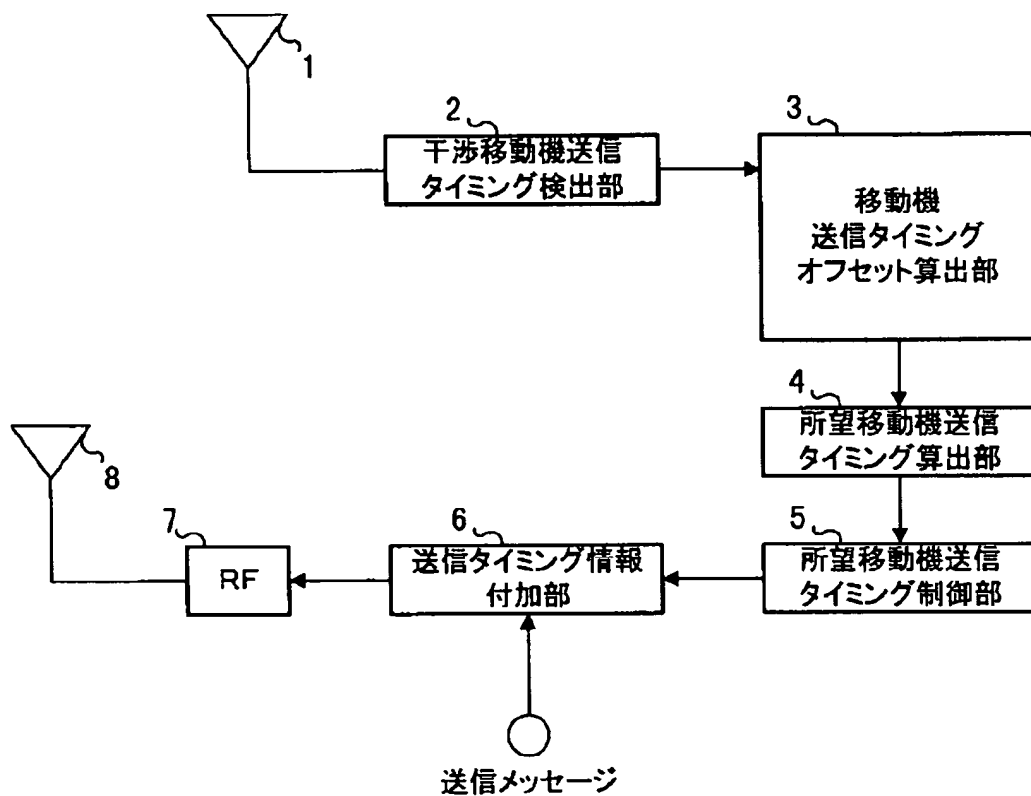 1
2
干渉移動機送信
タイミング検出部
3
移動機
送信タイミング
オフセット算出部
4
所望移動機送信
タイミング算出部
5
所望移動機送信
タイミング制御部
6
送信タイミング情報
付加部
7
RF
8
送信メッセージ